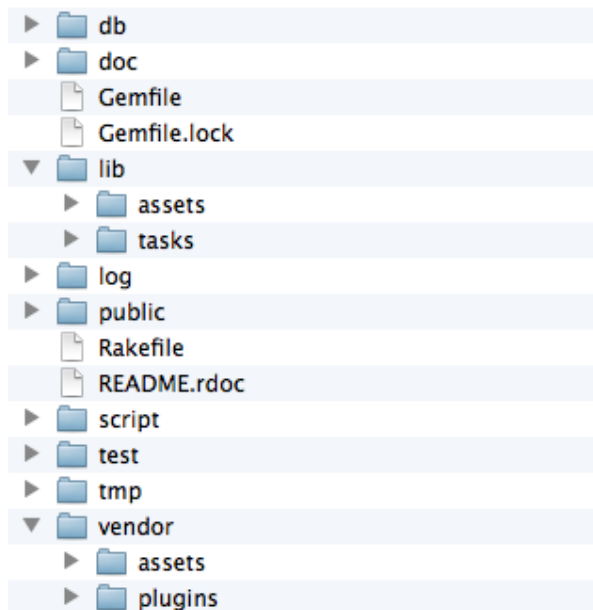 db
doc
Gemfile
Gemfile.lock
lib
assets
tasks
log
public
Rakefile
README.rdoc
script
test
tmp
vendor
assets
plugins